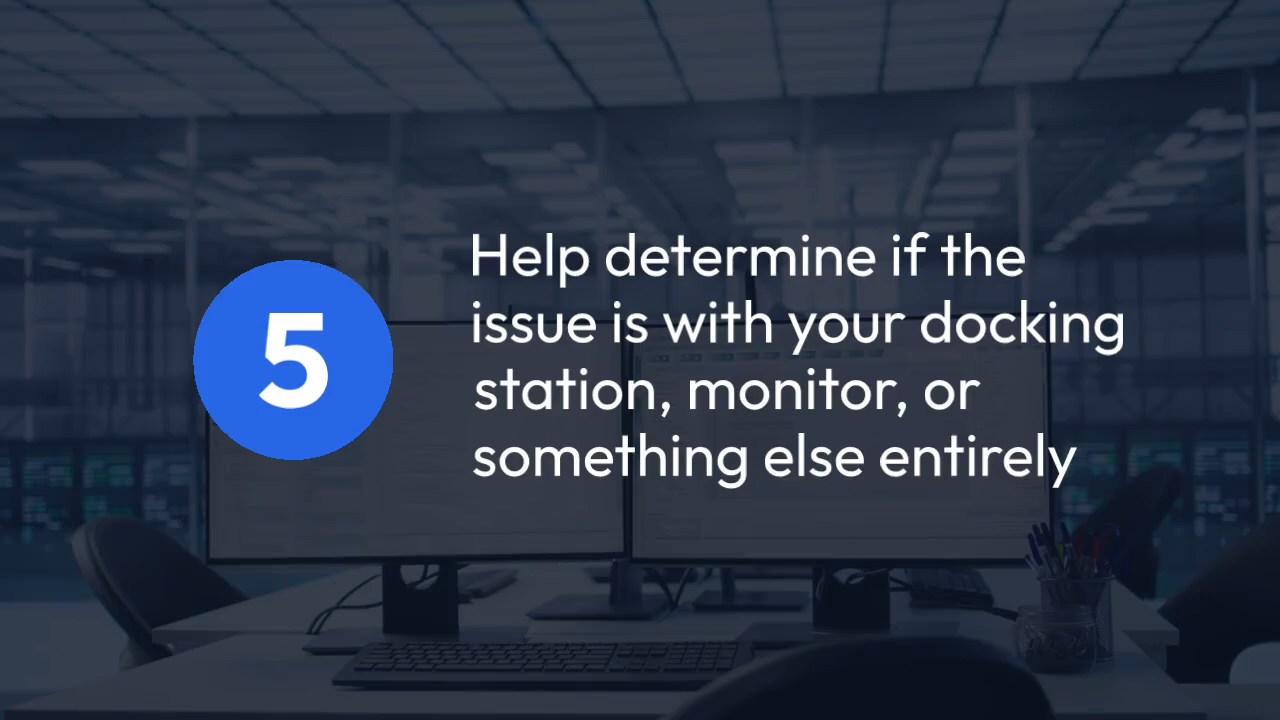 5
Help determine if the
issue is with your docking
station, monitor, or
something else entirely